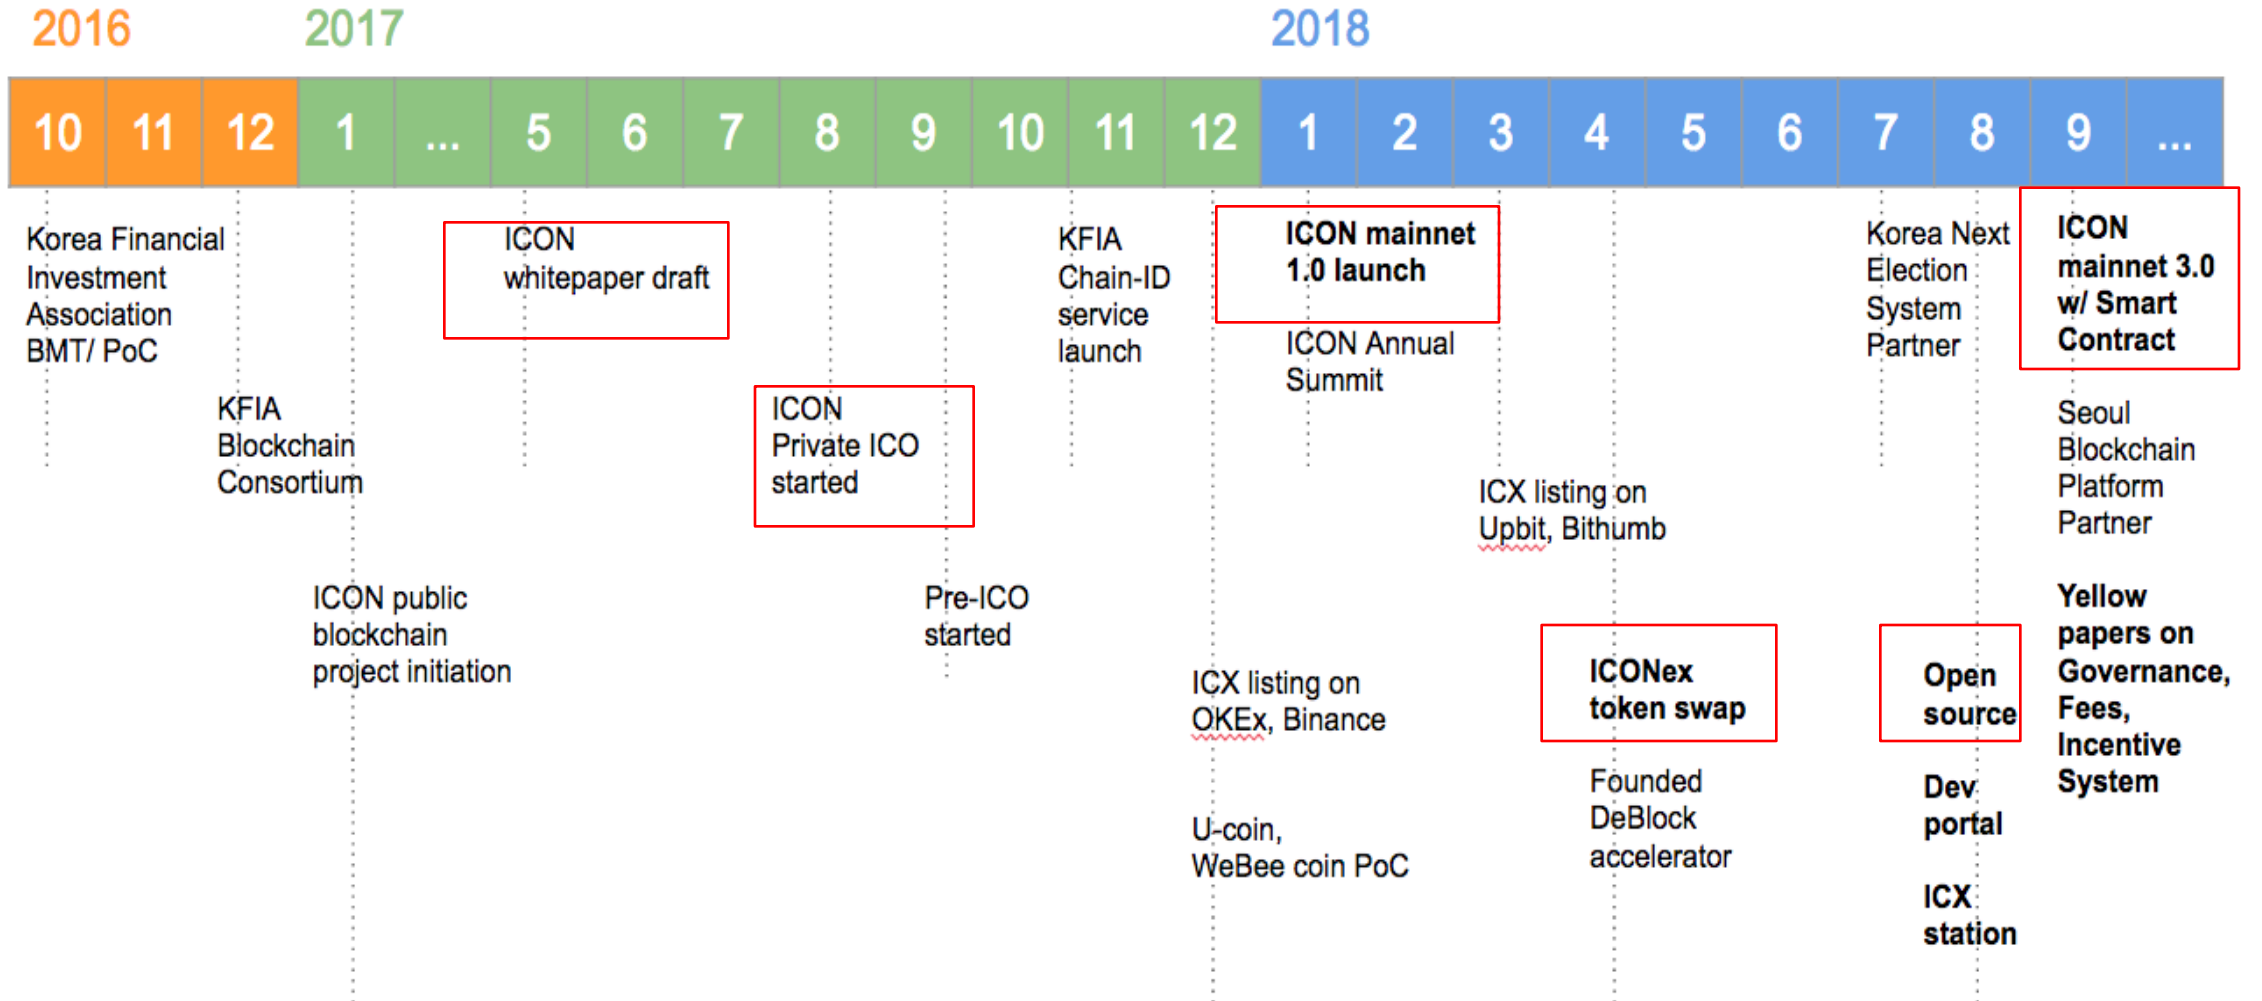 2016
2017
2018
10 11 12 1 ... 5 6 7 8 9 10 11 12 1 2 3 4 5 6 7 8 9 ...
Korea Financial
Investment
Association
BMT/ PoC
KFIA
Blockchain
Consortium
ICON public
blockchain
project initiation
ICON
whitepaper draft
ICON
Private ICO
started
Pre-ICO
started
KFIA
Chain-ID
service
launch
ICX listing on
OKEx, Binance
U-coin,
WeBee coin PoC
ICON mainnet
1.0 launch
ICON Annual
Summit
ICX listing on
Upbit, Bithumb
ICONex
token swap
Founded
DeBlock
accelerator
Korea Next
Election
System
Partner
Open
source
Dev
portal
ICX
station
ICON
mainnet 3.0
w/ Smart
Contract
Seoul
Blockchain
Platform
Partner
Yellow
papers on
Governance,
Fees,
Incentive
System